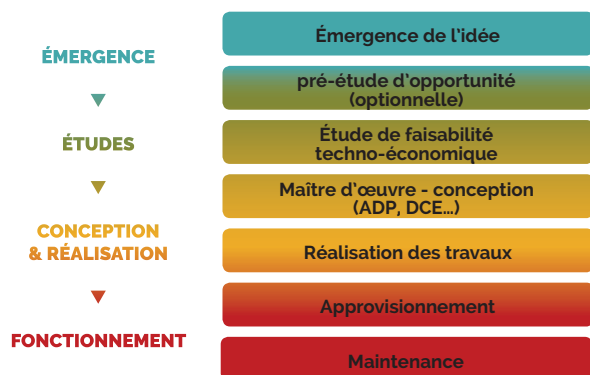 ÉMERGENCE
ÉTUDES
CONCEPTION
& RÉALISATION
FONCTIONNEMENT
Émergence de l'idée
pré-étude d'opportunité
(optionnelle)
Étude de faisabilité
techno-économique
Maître d'œuvre - conception
(ADP, DCE…)
Réalisation des travaux
Approvisionnement
Maintenance